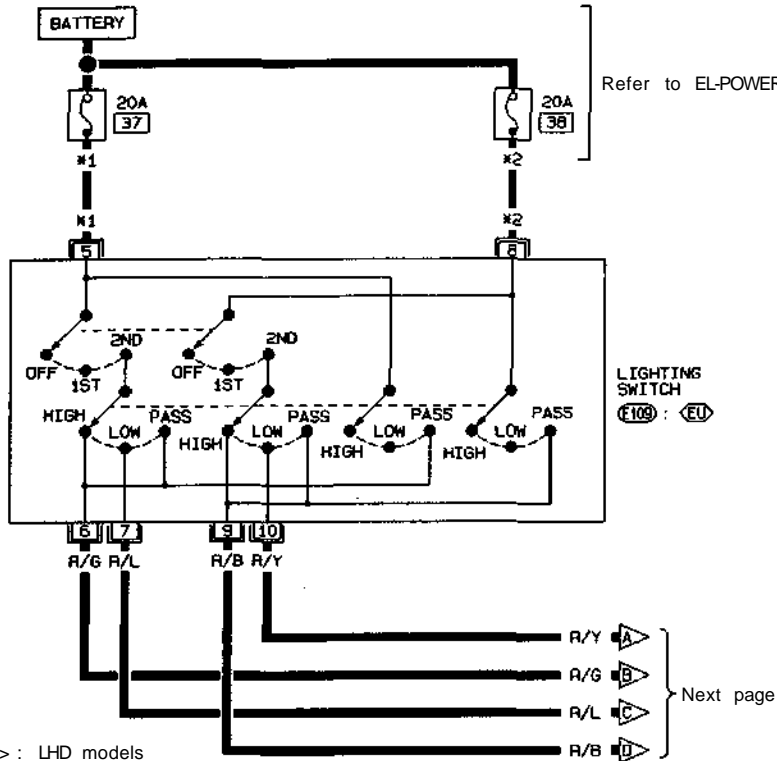 BATTERY
20A
37
20A
38
Refer to EL-POWER
*1
*2
*1
*2
5
8
OFF
1ST
2ND
OFF
1ST
2ND
HIGH
LOW
PASS
HIGH
LOW
PASS
HIGH
LOW
PASS
HIGH
LOW
PASS
LIGHTING
SWITCH
E109 : EU
6
7
9
10
R/G
R/L
R/B
R/Y
R/Y A
R/G B
R/L C
R/B D
Next page
> : LHD models